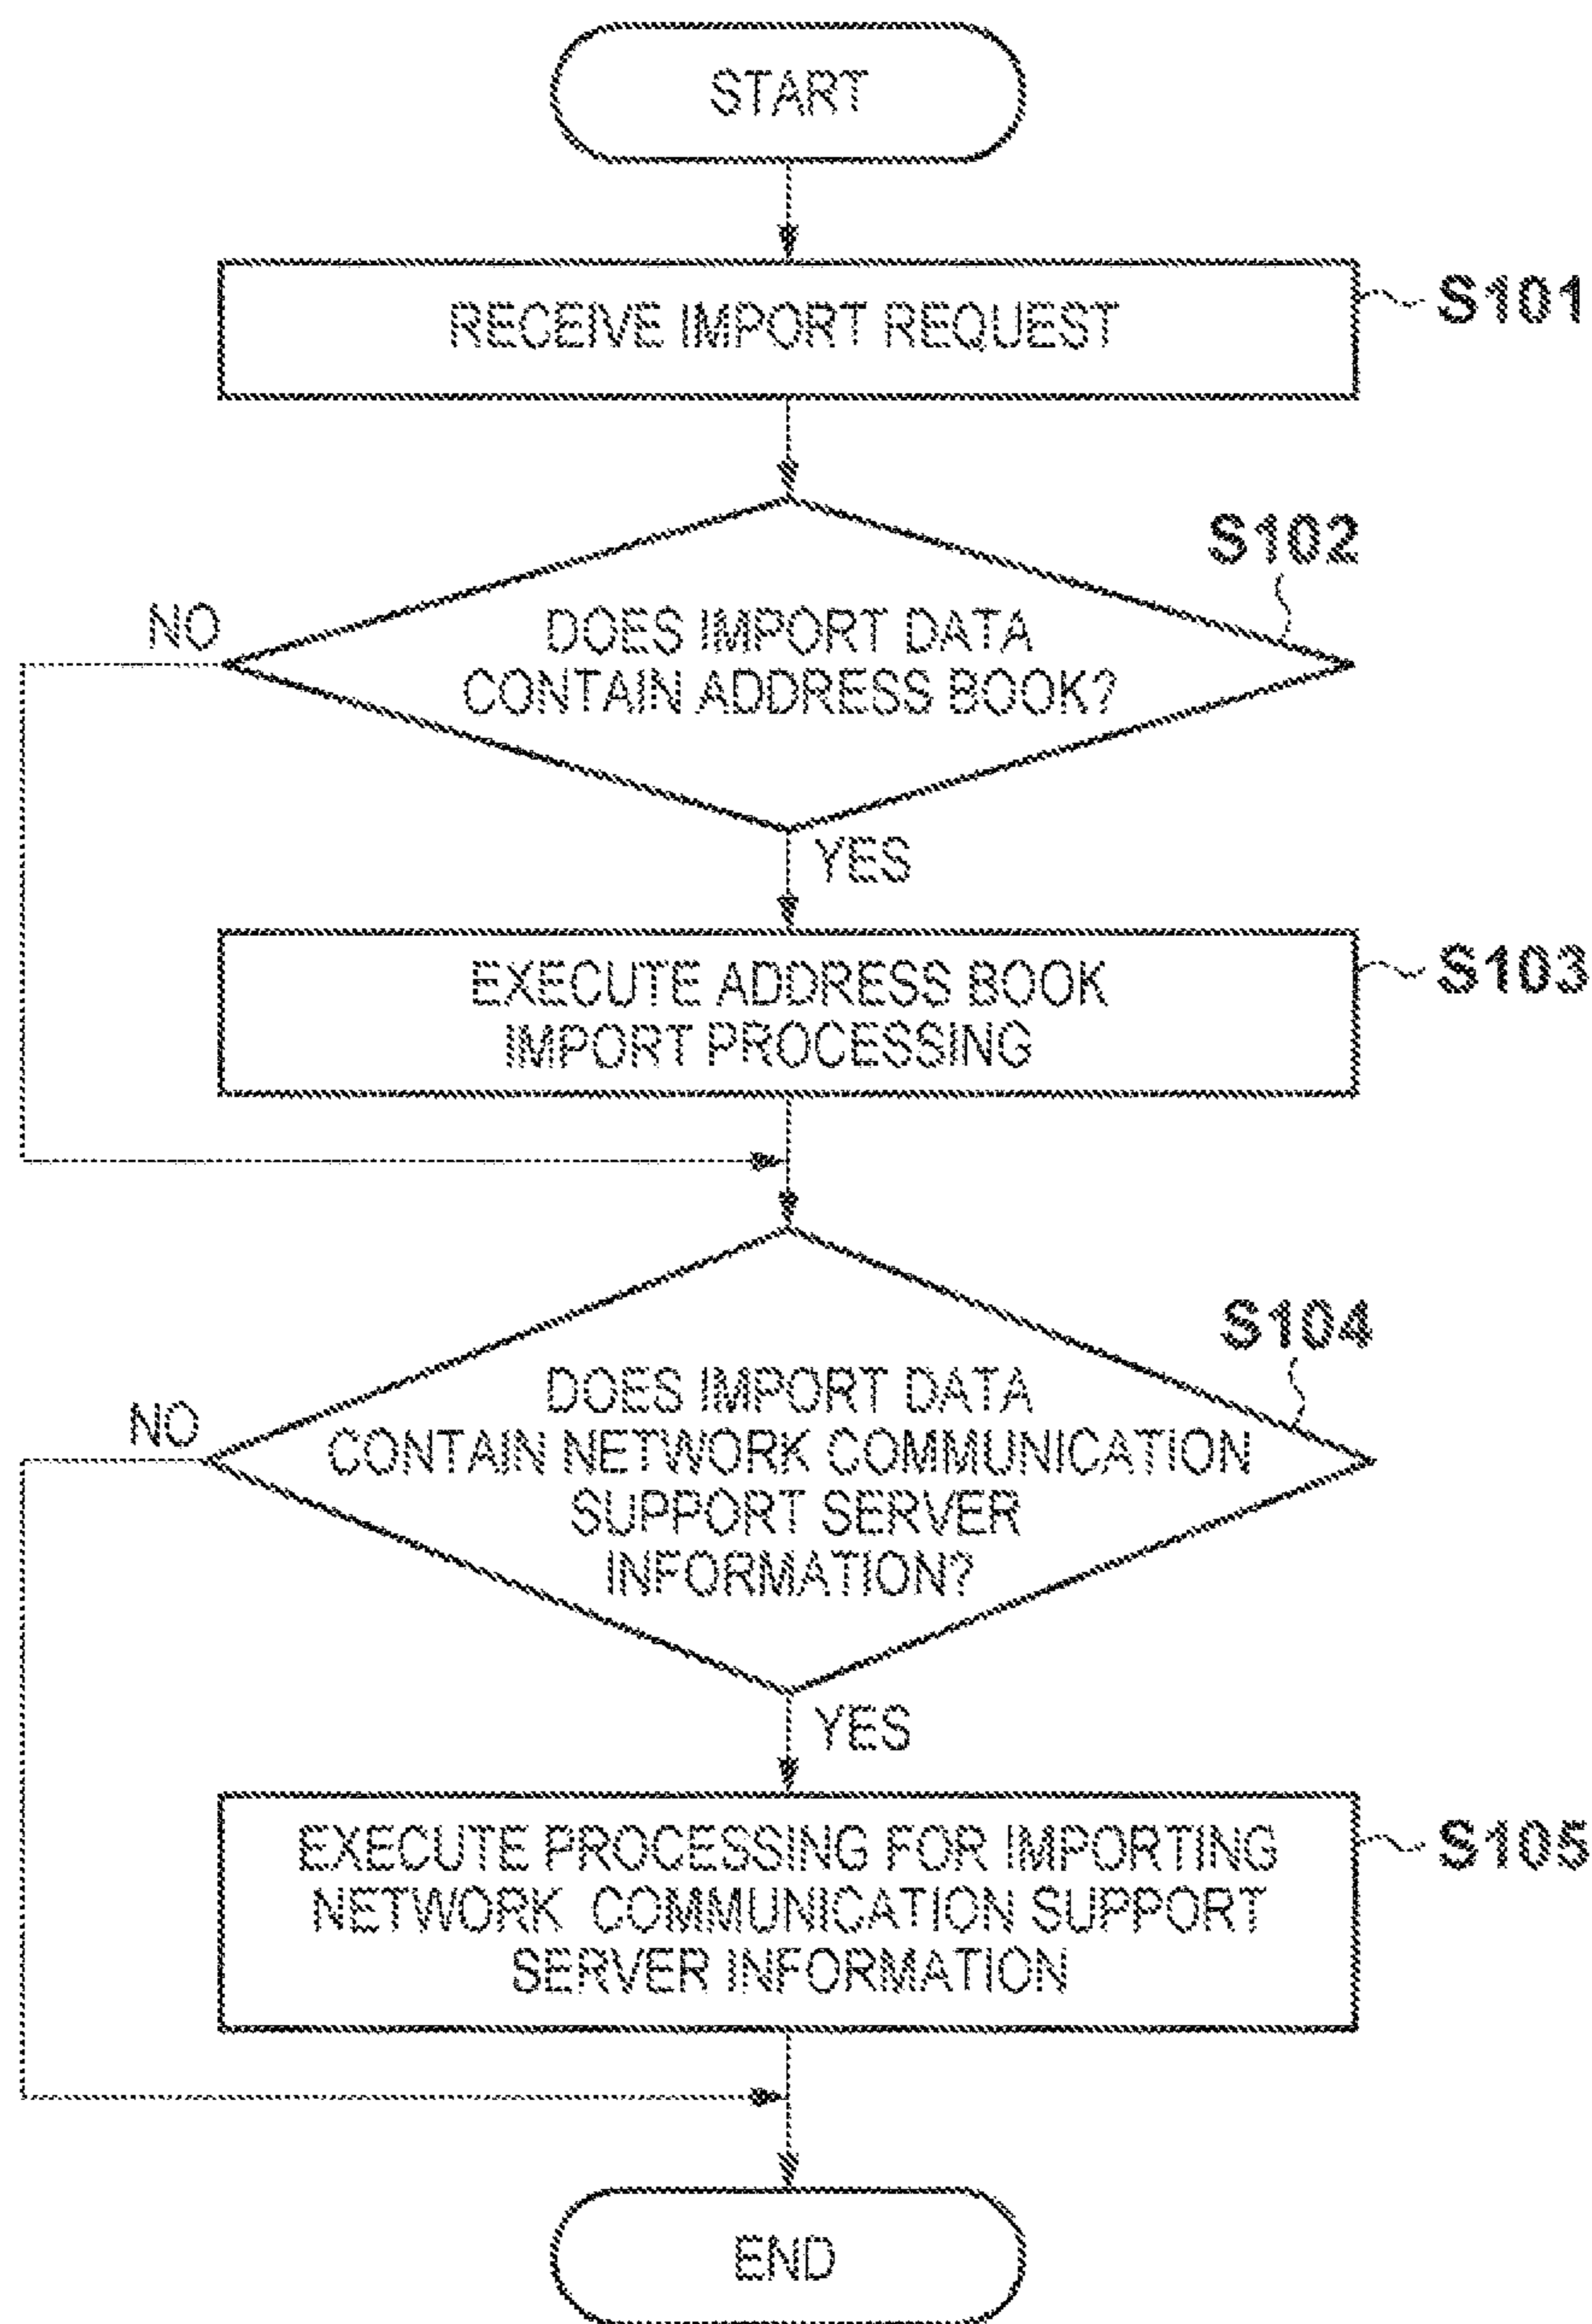 START
RECEIVE IMPORT REQUEST
S101
S102
NO
DOES IMPORT DATA
CONTAIN ADDRESS BOOK?
YES
EXECUTE ADDRESS BOOK
IMPORT PROCESSING
S103
S104
NO
DOES IMPORT DATA
CONTAIN NETWORK COMMUNICATION
SUPPORT SERVER
INFORMATION?
YES
EXECUTE PROCESSING FOR IMPORTING
NETWORK COMMUNICATION SUPPORT
SERVER INFORMATION
S105
END